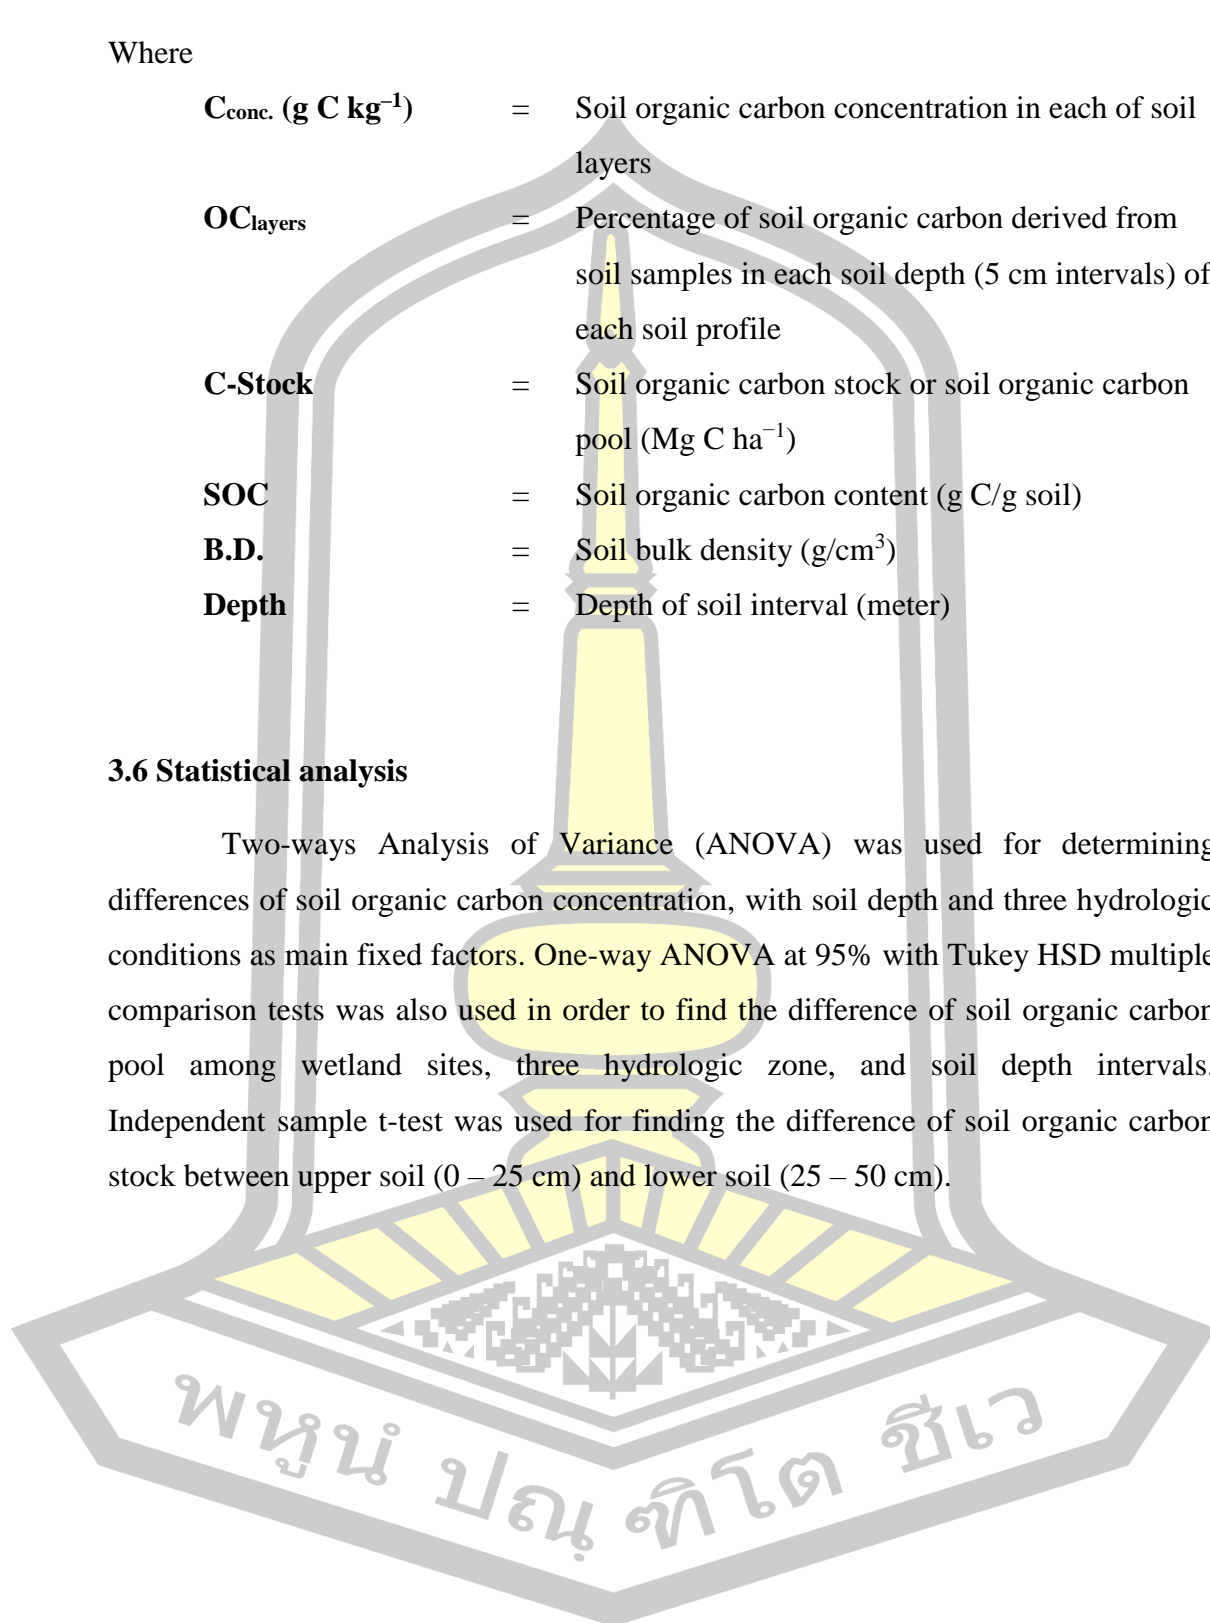 Where
Cconc. (g C kg–1) = Soil organic carbon concentration in each of soil
layers
OClayers = Percentage of soil organic carbon derived from
soil samples in each soil depth (5 cm intervals) of
each soil profile
C-Stock = Soil organic carbon stock or soil organic carbon
pool (Mg C ha−1)
SOC = Soil organic carbon content (g C/g soil)
B.D. = Soil bulk density (g/cm3)
Depth = Depth of soil interval (meter)
3.6 Statistical analysis
Two-ways Analysis of Variance (ANOVA) was used for determining
differences of soil organic carbon concentration, with soil depth and three hydrologic
conditions as main fixed factors. One-way ANOVA at 95% with Tukey HSD multiple
comparison tests was also used in order to find the difference of soil organic carbon
pool among wetland sites, three hydrologic zone, and soil depth intervals.
Independent sample t-test was used for finding the difference of soil organic carbon
stock between upper soil (0 – 25 cm) and lower soil (25 – 50 cm).
พหูนํ ปณฺ ฑิโต ชีเว